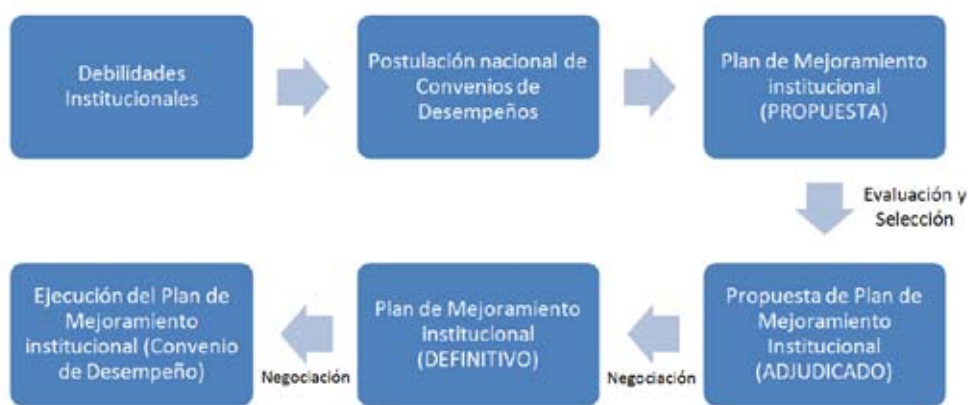 Debilidades
Institucionales
Postulación nacional de
Convenios de
Desempeños
Plan de Mejoramiento
institucional
(PROPUESTA)
Evaluación y
Selección
Propuesta de Plan de
Mejoramiento
Institucional
(ADJUDICADO)
Negociación
Plan de Mejoramiento
Institucional
(DEFINITIVO)
Negociación
Ejecución del Plan de
Mejoramiento
institucional (Convenio
de Desempeño)